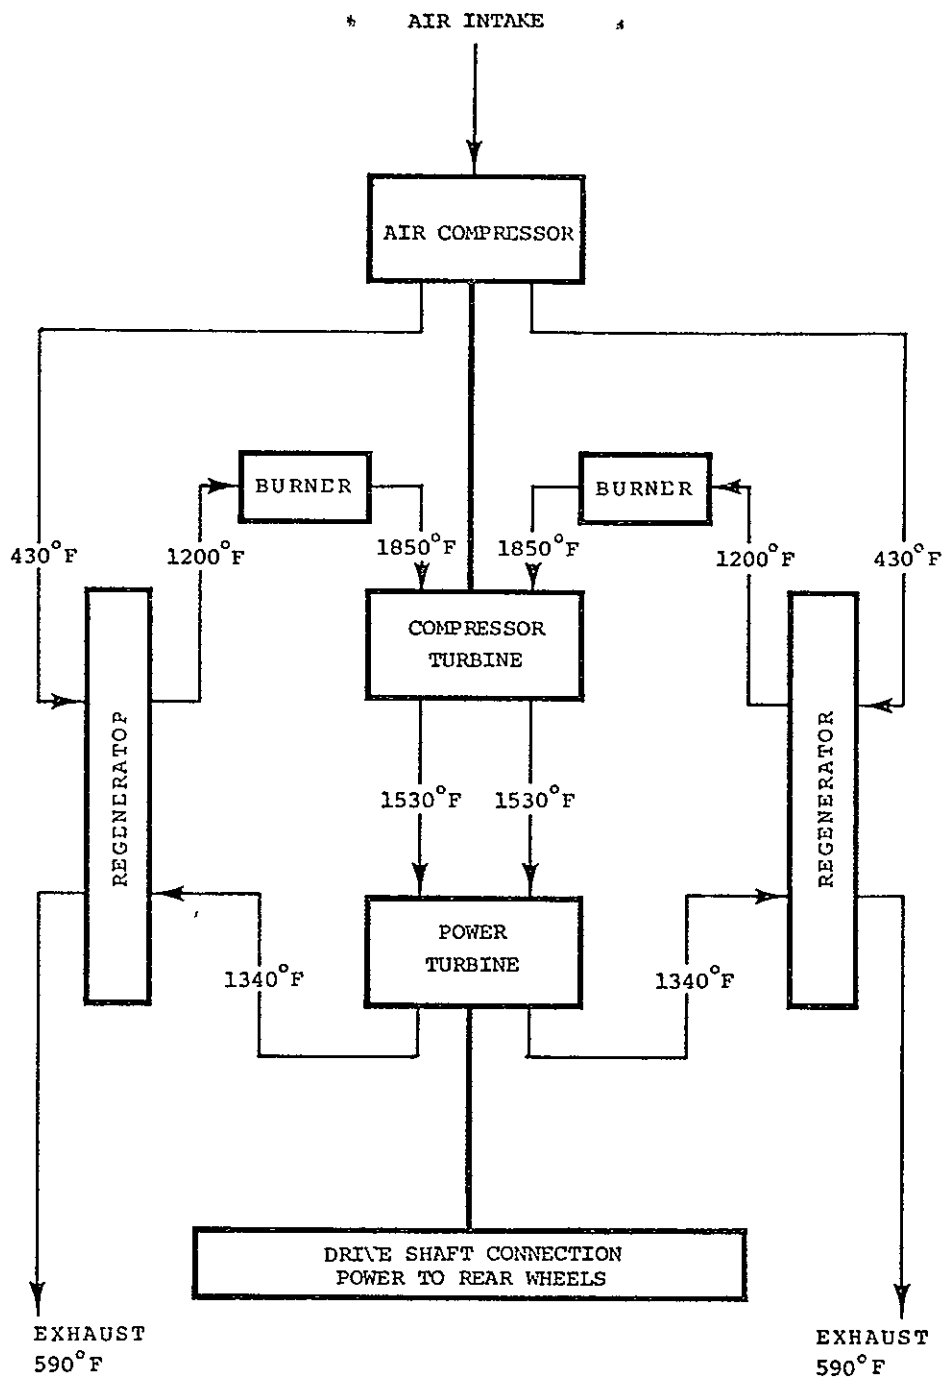 AIR INTAKE
AIR COMPRESSOR
BURNER
BURNER
430°F
1200°F
1850°F
1850°F
1200°F
430°F
COMPRESSOR
TURBINE
REGENERATOP
REGENERATOR
1530°F
1530°F
POWER
TURBINE
1340°F
1340°F
DRIVE SHAFT CONNECTION
POWER TO REAR WHEELS
EXHAUST
590°F
EXHAUST
590°F